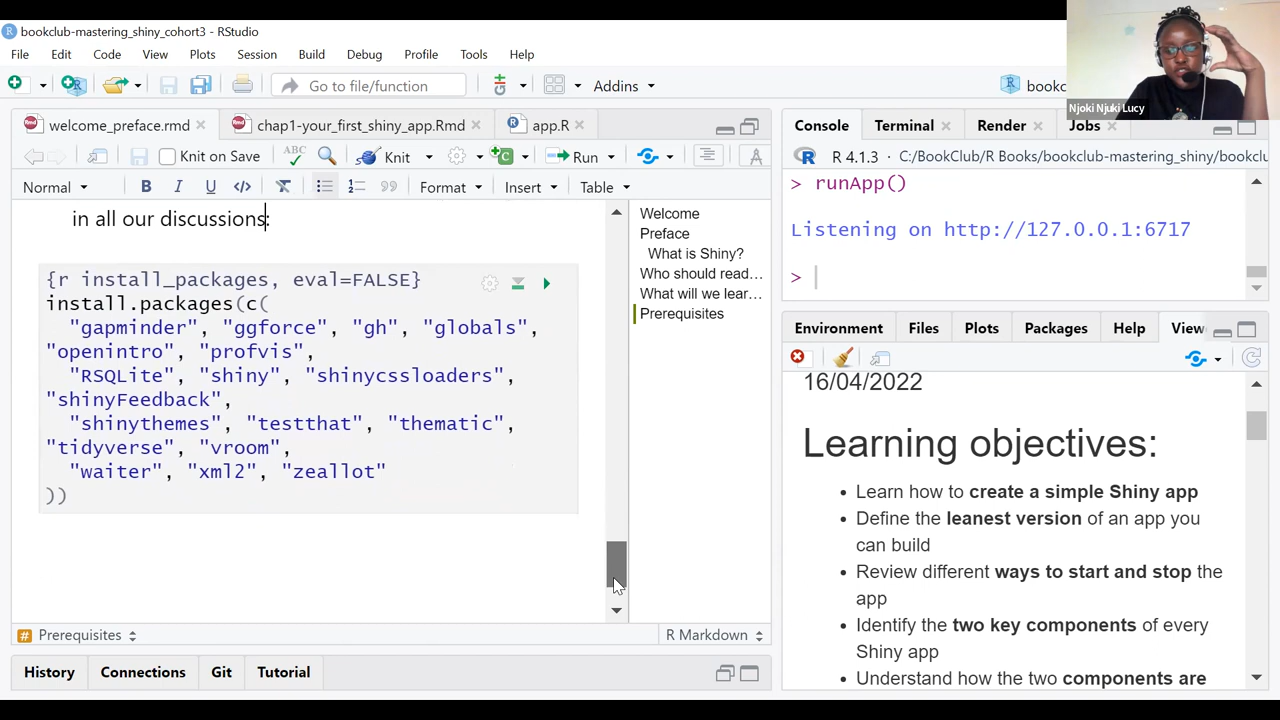 bookclub-mastering_shiny_cohort3 - RStudio
File Edit Code View Plots Session Build Debug Profile Tools Help
Go to file/function Addins bookc
Njoki Njuki Lucy
welcome_preface.rmd chap1-your_first_shiny_app.Rmd app.R
Knit on Save ABC Knit Run
Normal B I U </> Format Insert Table
in all our discussions:
{r install_packages, eval=FALSE}
install.packages(c(
"gapminder", "ggforce", "gh", "globals",
"openintro", "profvis",
"RSQLite", "shiny", "shinycssloaders",
"shinyFeedback",
"shinythemes", "testthat", "thematic",
"tidyverse", "vroom",
"waiter", "xml2", "zeallot"
))
Prerequisites R Markdown
History Connections Git Tutorial
Welcome
Preface
What is Shiny?
Who should read...
What will we lear...
Prerequisites
Console Terminal Render Jobs
R 4.1.3 · C:/BookClub/R Books/bookclub-mastering_shiny/bookclu
> runApp()
Listening on http://127.0.0.1:6717
>
Environment Files Plots Packages Help View
16/04/2022
Learning objectives:
• Learn how to create a simple Shiny app
• Define the leanest version of an app you
can build
• Review different ways to start and stop the
app
• Identify the two key components of every
Shiny app
• Understand how the two components are